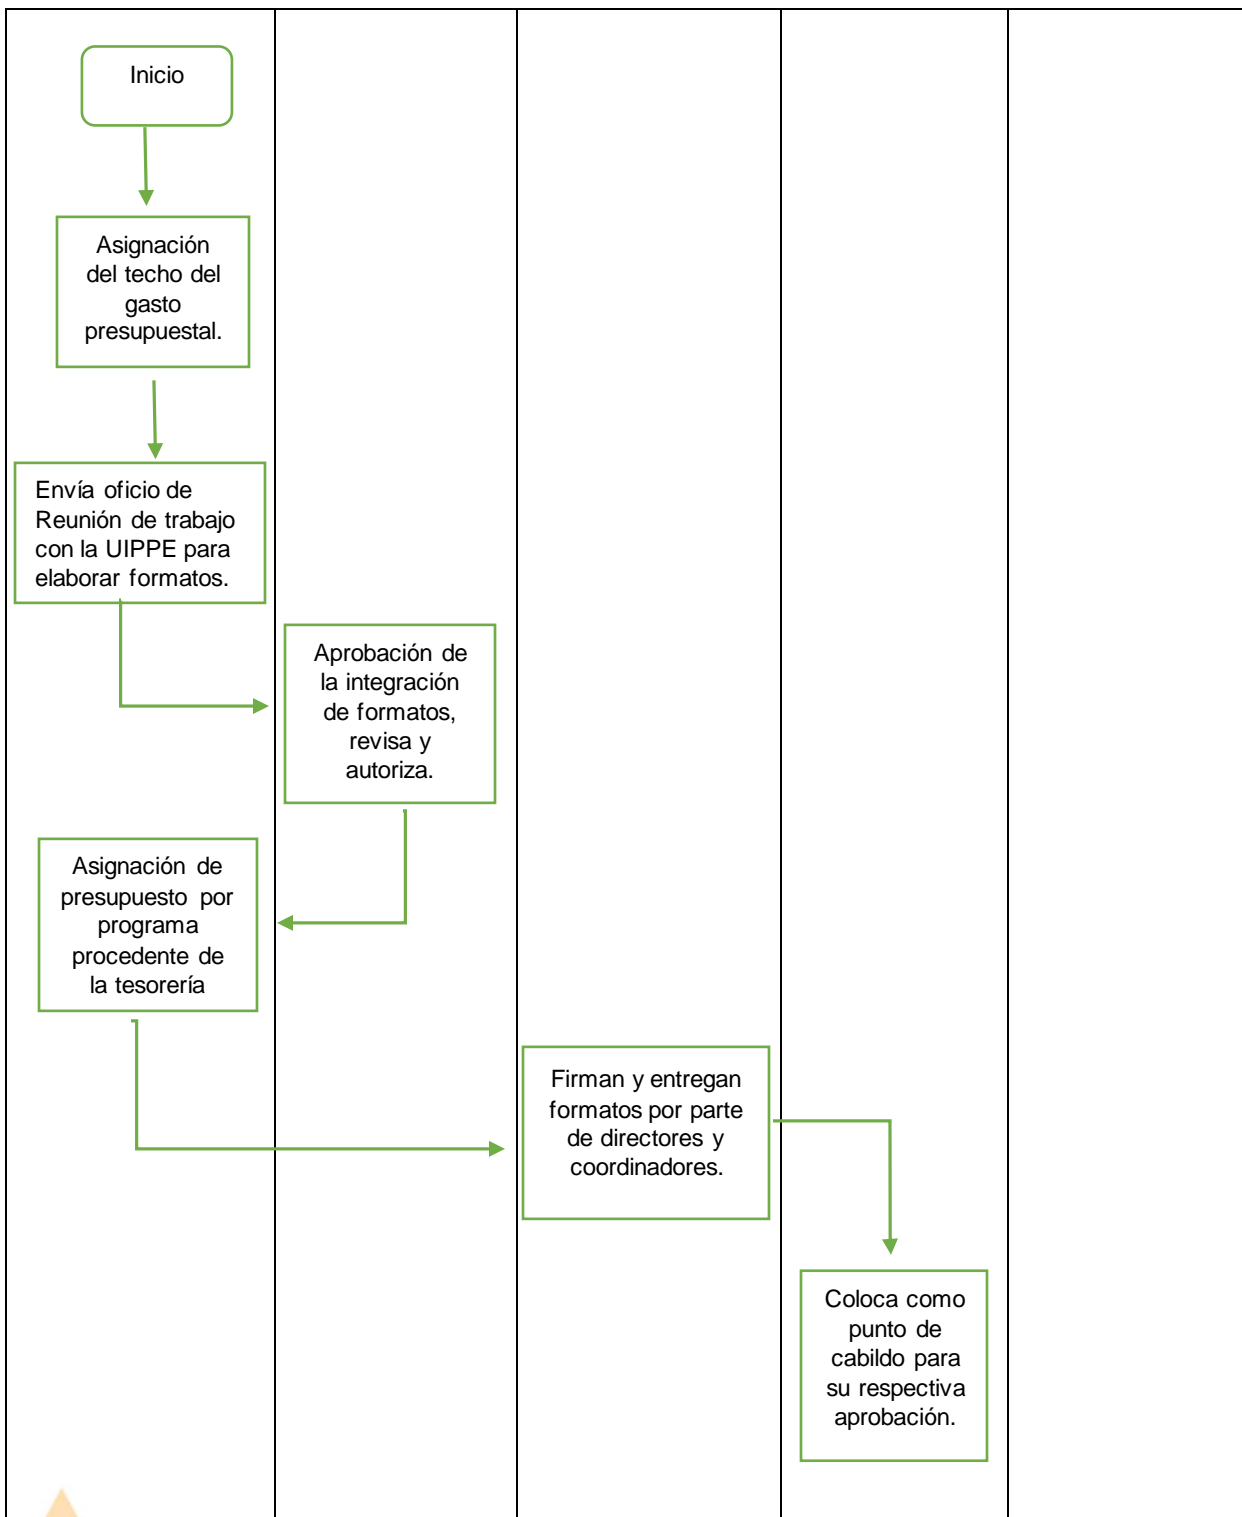 Inicio
Asignación
del techo del
gasto
presupuestal.
Envía oficio de
Reunión de trabajo
con la UIPPE para
elaborar formatos.
Aprobación de
la integración
de formatos,
revisa y
autoriza.
Asignación de
presupuesto por
programa
procedente de
la tesorería
Firman y entregan
formatos por parte
de directores y
coordinadores.
Coloca como
punto de
cabildo para
su respectiva
aprobación.